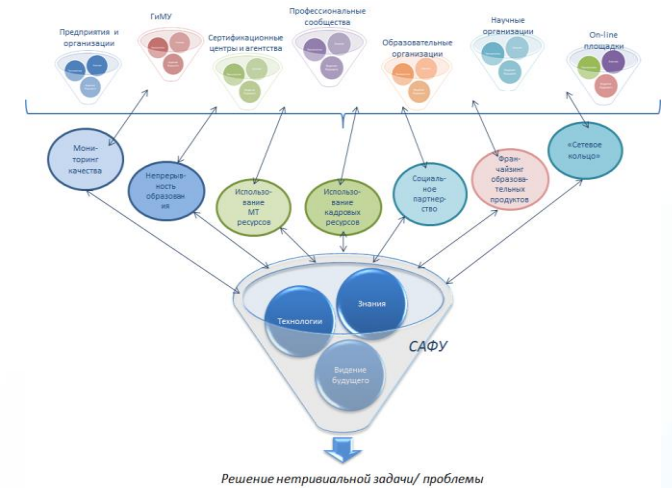 ГиМУ
Профессиональные
сообщества
Научные
организации
On-line
площадки
Предприятия и
организации
Сертификационные
центры и агентства
Образовательные
организации
Мони-
торинг
качества
Непрерыв-
ность
образован
ия
Использо-
вание
МТ
ресурсов
Использо-
вание
кадровых
ресурсов
Социаль-
ное
партнер-
ство
Фран-
чайзинг
образова-
тельных
продуктов
«Сетевое
кольцо»
Технологии
Знания
Видение
будущего
САФУ
Решение нетривиальной задачи/ проблемы